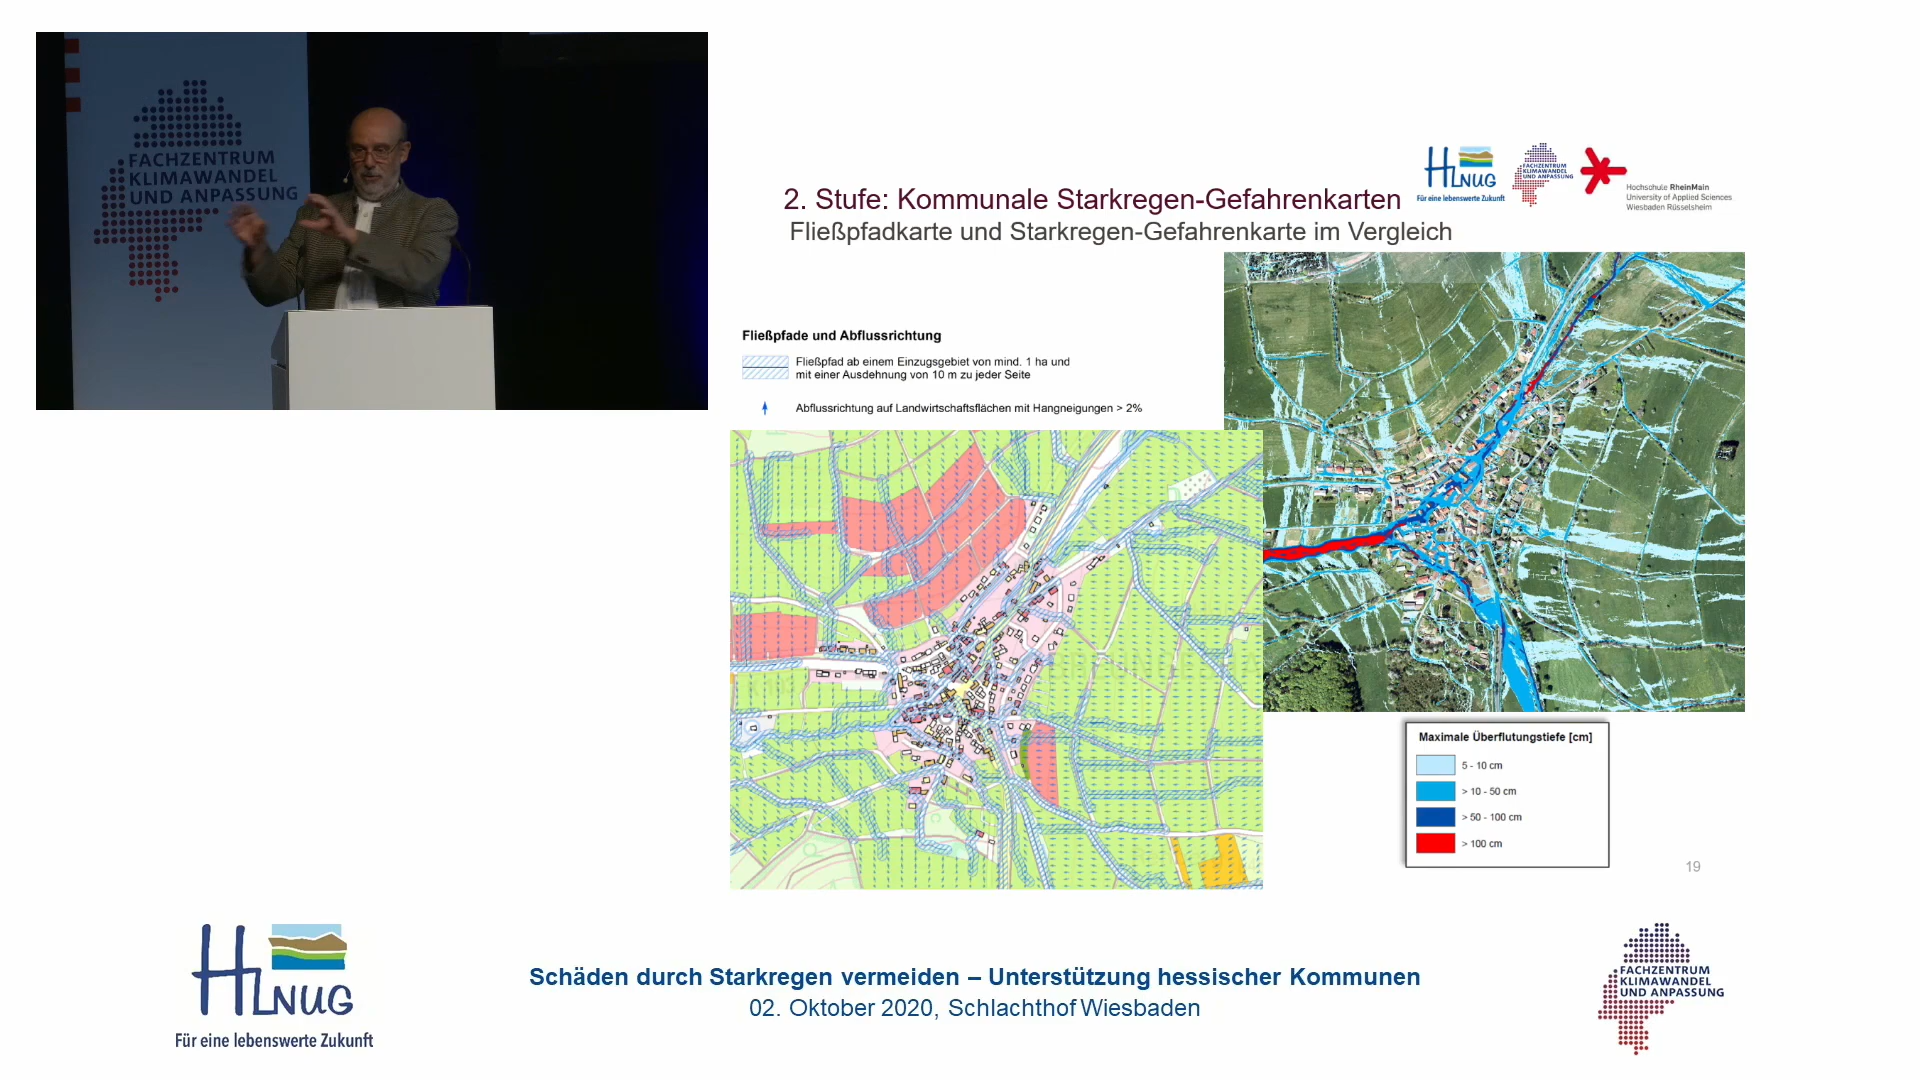 FACHZENTRUM
KLIMAWANDEL
UND ANPASSUNG
2. Stufe: Kommunale Starkregen-Gefahrenkarten
Fließpfadkarte und Starkregen-Gefahrenkarte im Vergleich
HLNUG
Für eine lebenswerte Zukunft
FACHZENTRUM
KLIMAWANDEL
UND ANPASSUNG
Hochschule RheinMain
University of Applied Sciences
Wiesbaden Rüsselsheim
Fließpfade und Abflussrichtung
Fließpfad ab einem Einzugsgebiet von mind. 1 ha und
mit einer Ausdehnung von 10 m zu jeder Seite
Abflussrichtung auf Landwirtschaftsflächen mit Hangneigungen > 2%
Maximale Überflutungstiefe [cm]
5 - 10 cm
> 10 - 50 cm
> 50 - 100 cm
> 100 cm
19
HLNUG
Für eine lebenswerte Zukunft
Schäden durch Starkregen vermeiden – Unterstützung hessischer Kommunen
02. Oktober 2020, Schlachthof Wiesbaden
FACHZENTRUM
KLIMAWANDEL
UND ANPASSUNG